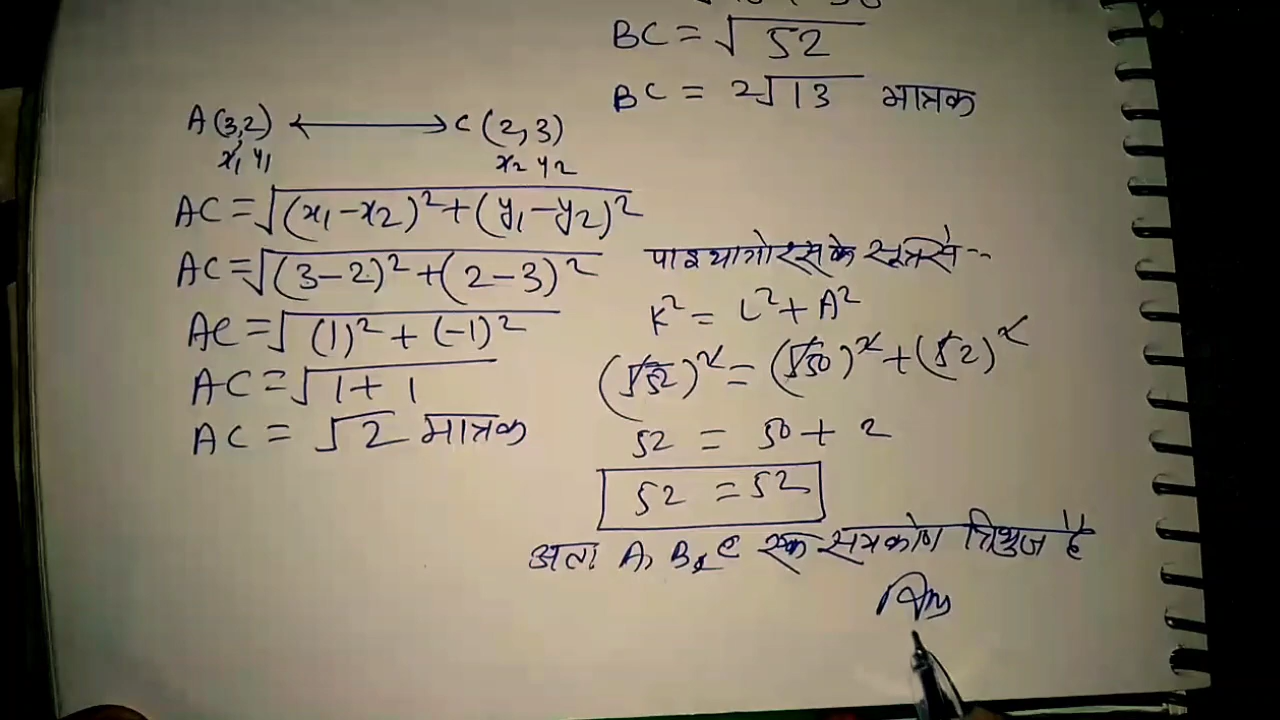 BC = √52
BC = 2√13 मात्रक
A(3,2) ⟷ C (2,3)
x₁ y₁ x₂ y₂
AC = √(x₁-x₂)² + (y₁-y₂)²
AC = √(3-2)² + (2-3)²
AC = √(1)² + (-1)²
AC = √1 + 1
AC = √2 मात्रक
पाइथागोरस के सूत्र से --
K² = L² + A²
(√52)² = (√50)² + (√2)²
52 = 50 + 2
52 = 52
अतः A, B, C एक समकोण त्रिभुज है
Ans